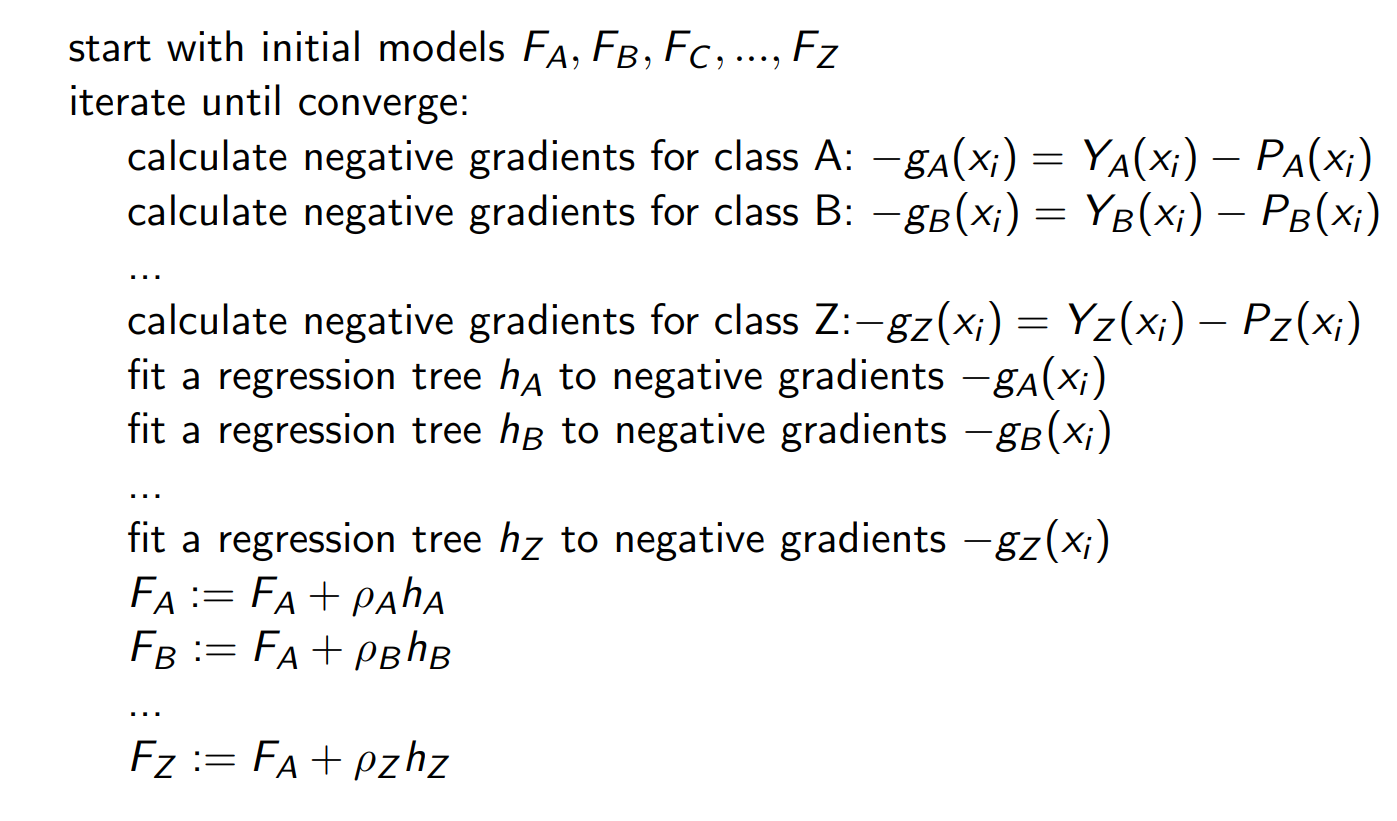 start with initial models F_A, F_B, F_C, ..., F_Z
iterate until converge:
calculate negative gradients for class A: −g_A(x_i) = Y_A(x_i) − P_A(x_i)
calculate negative gradients for class B: −g_B(x_i) = Y_B(x_i) − P_B(x_i)
...
calculate negative gradients for class Z:−g_Z(x_i) = Y_Z(x_i) − P_Z(x_i)
fit a regression tree h_A to negative gradients −g_A(x_i)
fit a regression tree h_B to negative gradients −g_B(x_i)
...
fit a regression tree h_Z to negative gradients −g_Z(x_i)
F_A := F_A + ρ_A h_A
F_B := F_A + ρ_B h_B
...
F_Z := F_A + ρ_Z h_Z